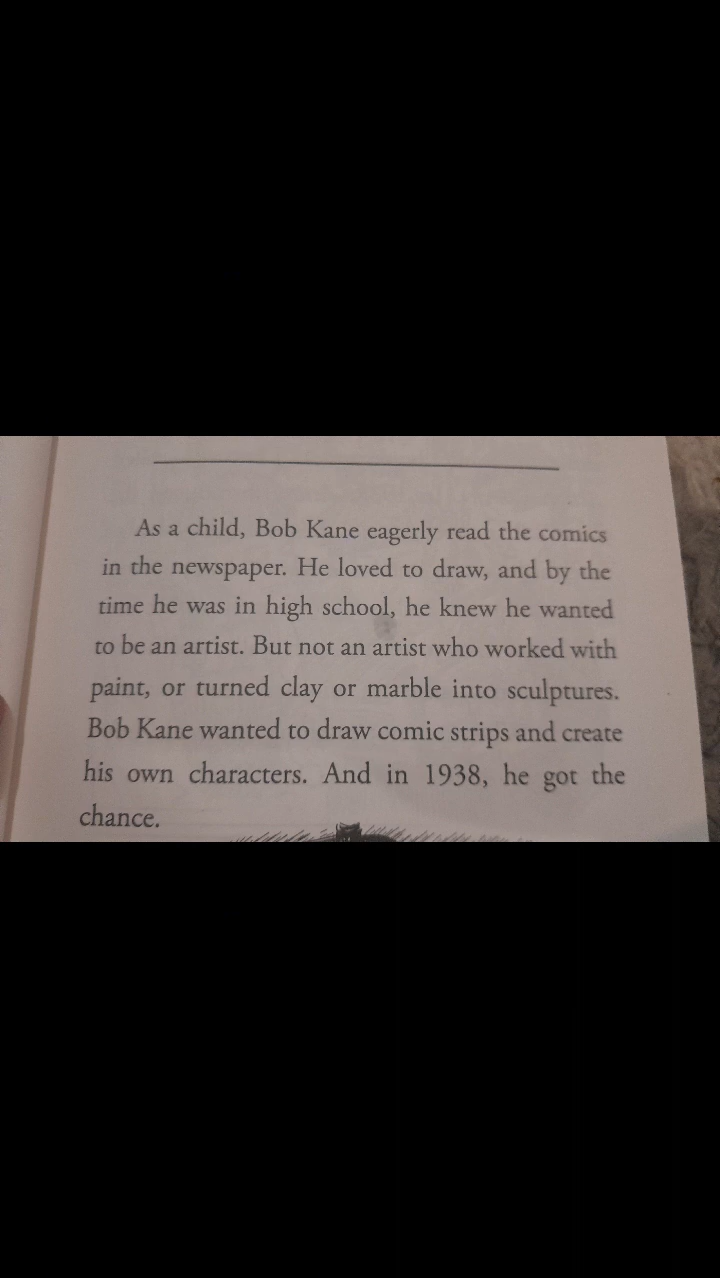 As a child, Bob Kane eagerly read the comics
in the newspaper. He loved to draw, and by the
time he was in high school, he knew he wanted
to be an artist. But not an artist who worked with
paint, or turned clay or marble into sculptures.
Bob Kane wanted to draw comic strips and create
his own characters. And in 1938, he got the
chance.